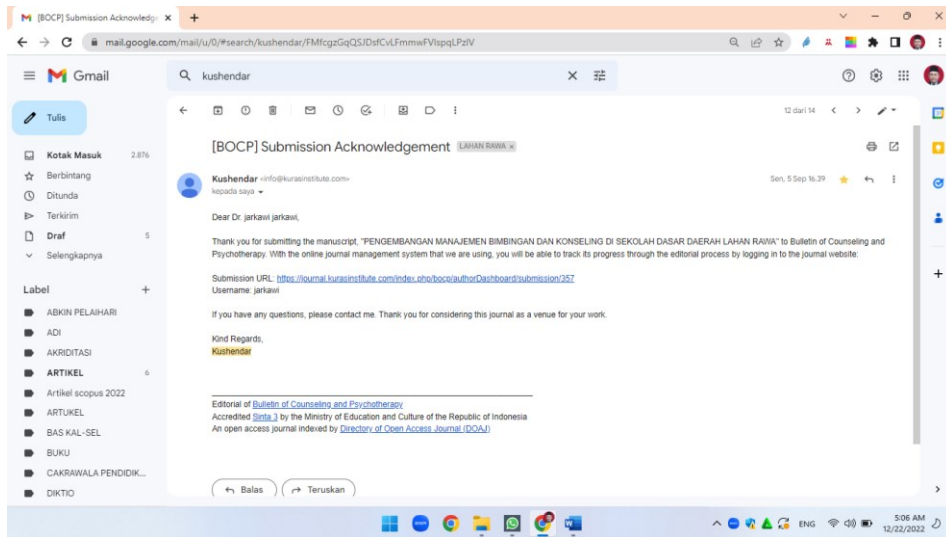 [BOCP] Submission Acknowledge
mail.google.com/mail/u/0/#search/kushendar/FMfcgzGqQSJDsfCvLFmmwFVlspqLPzlV
Gmail
kushendar
Tulis
12 dari 14
Kotak Masuk 2.876
Berbintang
Ditunda
Terkirim
Draf 5
Selengkapnya
Label
ABKIN PELAIHARI
ADI
AKRIDITASI
ARTIKEL 6
Artikel scopus 2022
ARTUKEL
BAS KAL-SEL
BUKU
CAKRAWALA PENDIDIK...
DIKTIO
[BOCP] Submission Acknowledgement LAHAN RAWA x
Kushendar <info@kurasinstitute.com> Sen, 5 Sep 16.39
kepada saya
Dear Dr. jarkawi jarkawi,
Thank you for submitting the manuscript, "PENGEMBANGAN MANAJEMEN BIMBINGAN DAN KONSELING DI SEKOLAH DASAR DAERAH LAHAN RAWA" to Bulletin of Counseling and
Psychotherapy. With the online journal management system that we are using, you will be able to track its progress through the editorial process by logging in to the journal website:
Submission URL: https://journal.kurasinstitute.com/index.php/bocp/authorDashboard/submission/357
Username: jarkawi
If you have any questions, please contact me. Thank you for considering this journal as a venue for your work.
Kind Regards,
Kushendar
Editorial of Bulletin of Counseling and Psychotherapy
Accredited Sinta 3 by the Ministry of Education and Culture of the Republic of Indonesia
An open access journal indexed by Directory of Open Access Journal (DOAJ)
Balas
Teruskan
ENG
5:06 AM
12/22/2022